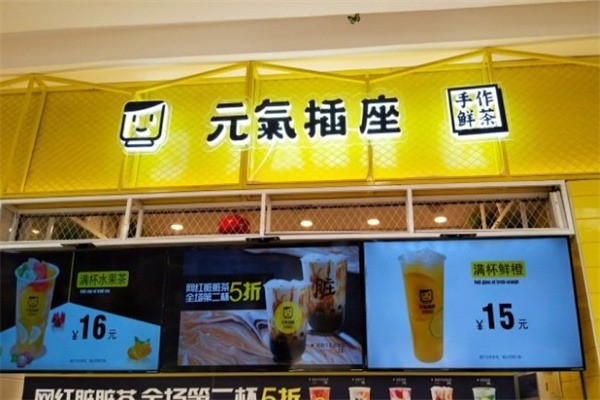 元氣插座
手作
鮮茶
满杯水果茶
¥16元
网红脏脏茶
全场第二杯5折
脏
满杯鲜橙
¥15元
网红脏脏茶 全场第二杯5折